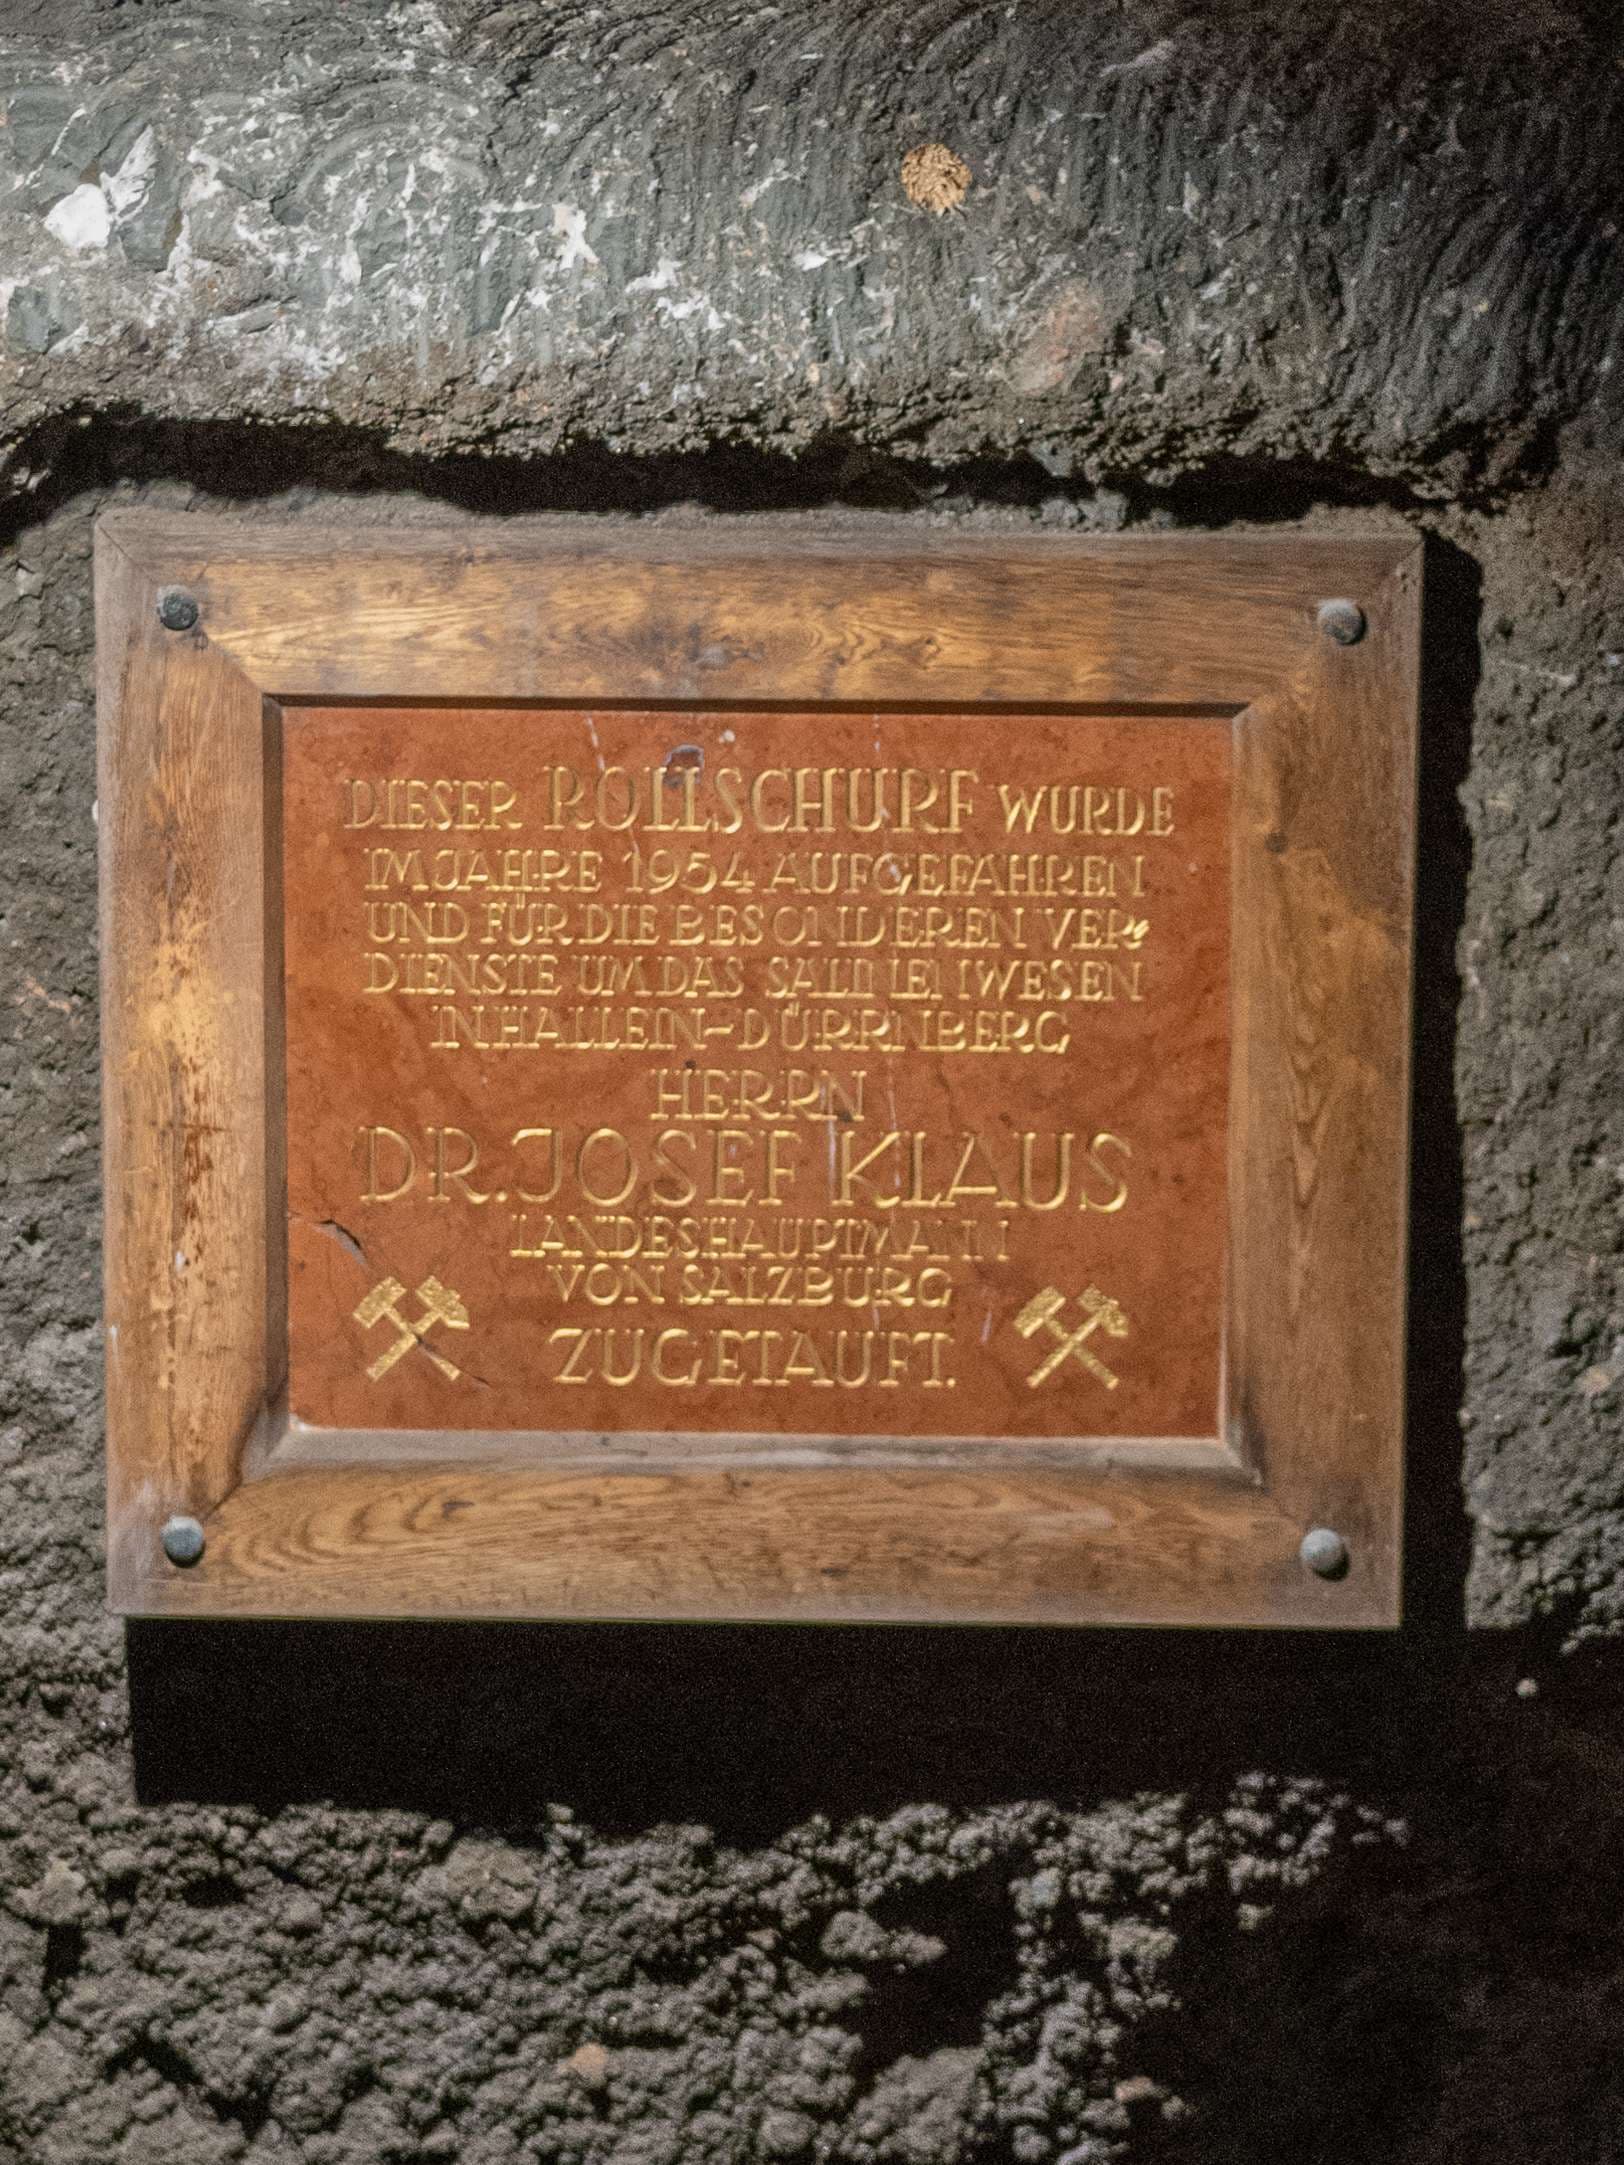 DIESER ROLLSCHURF WURDE
IM JAHRE 1954 AUFGEFAHREN
UND FÜR DIE BESONDEREN VER-
DIENSTE UM DAS SALINENWESEN
IN HALLEIN-DÜRRNBERG
HERRN
DR. JOSEF KLAUS
LANDESHAUPTMANN
VON SALZBURG
ZUGETAUFT.